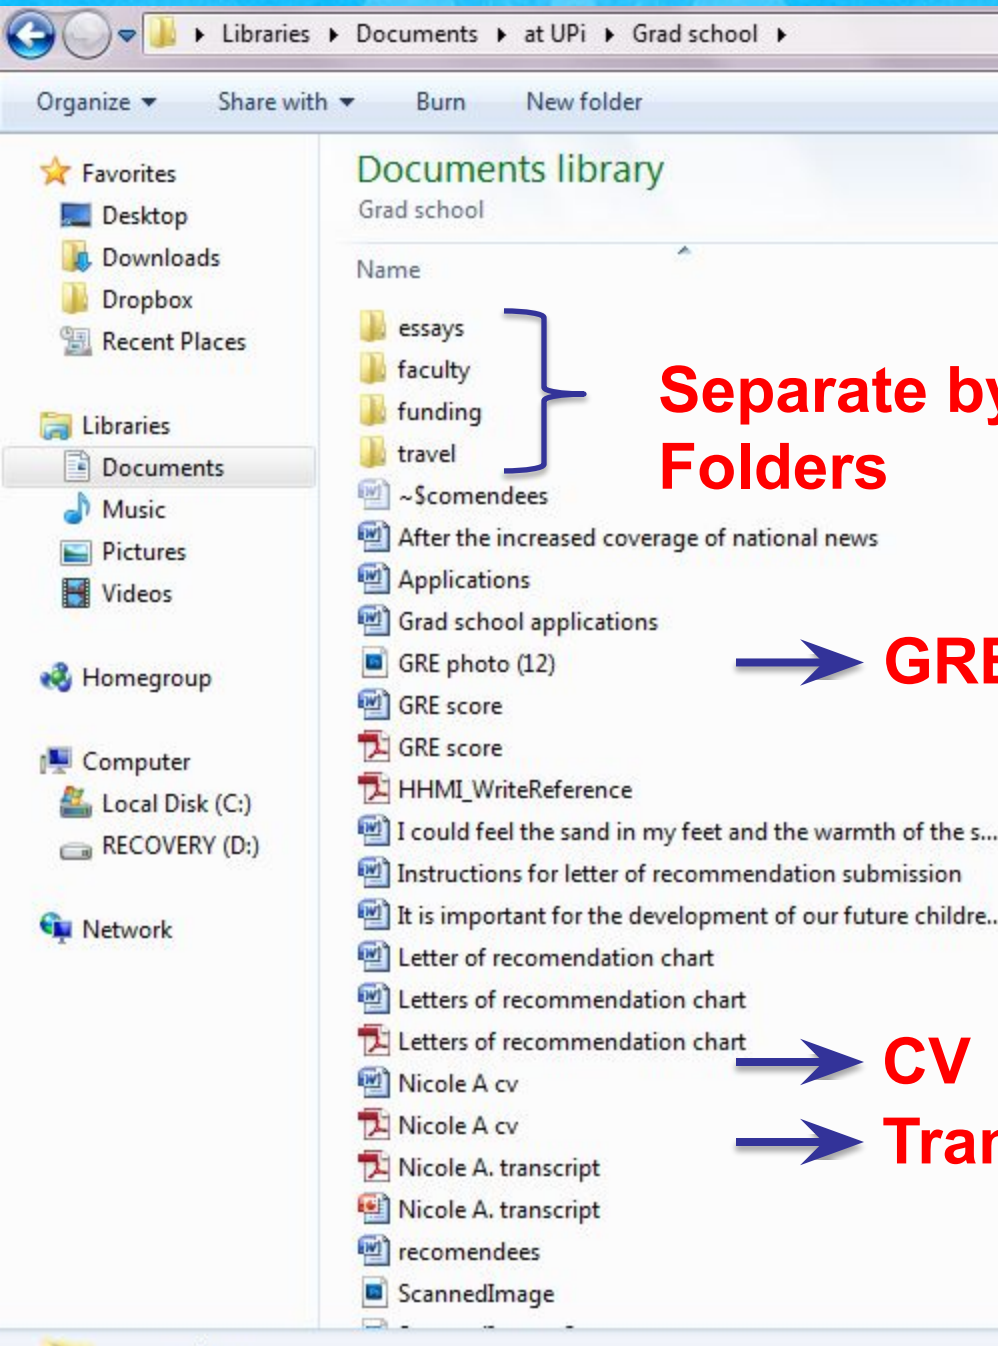 Libraries ▸ Documents ▸ at UPi ▸ Grad school ▸
Organize Share with Burn New folder
Favorites
Desktop
Downloads
Dropbox
Recent Places
Libraries
Documents
Music
Pictures
Videos
Homegroup
Computer
Local Disk (C:)
RECOVERY (D:)
Network
Documents library
Grad school
Name
essays
faculty
funding
travel
~$comendees
After the increased coverage of national news
Applications
Grad school applications
GRE photo (12)
GRE score
GRE score
HHMI_WriteReference
I could feel the sand in my feet and the warmth of the s...
Instructions for letter of recommendation submission
It is important for the development of our future childre...
Letter of recomendation chart
Letters of recommendation chart
Letters of recommendation chart
Nicole A cv
Nicole A cv
Nicole A. transcript
Nicole A. transcript
recomendees
ScannedImage
Separate by
Folders
GRE
CV
Tran